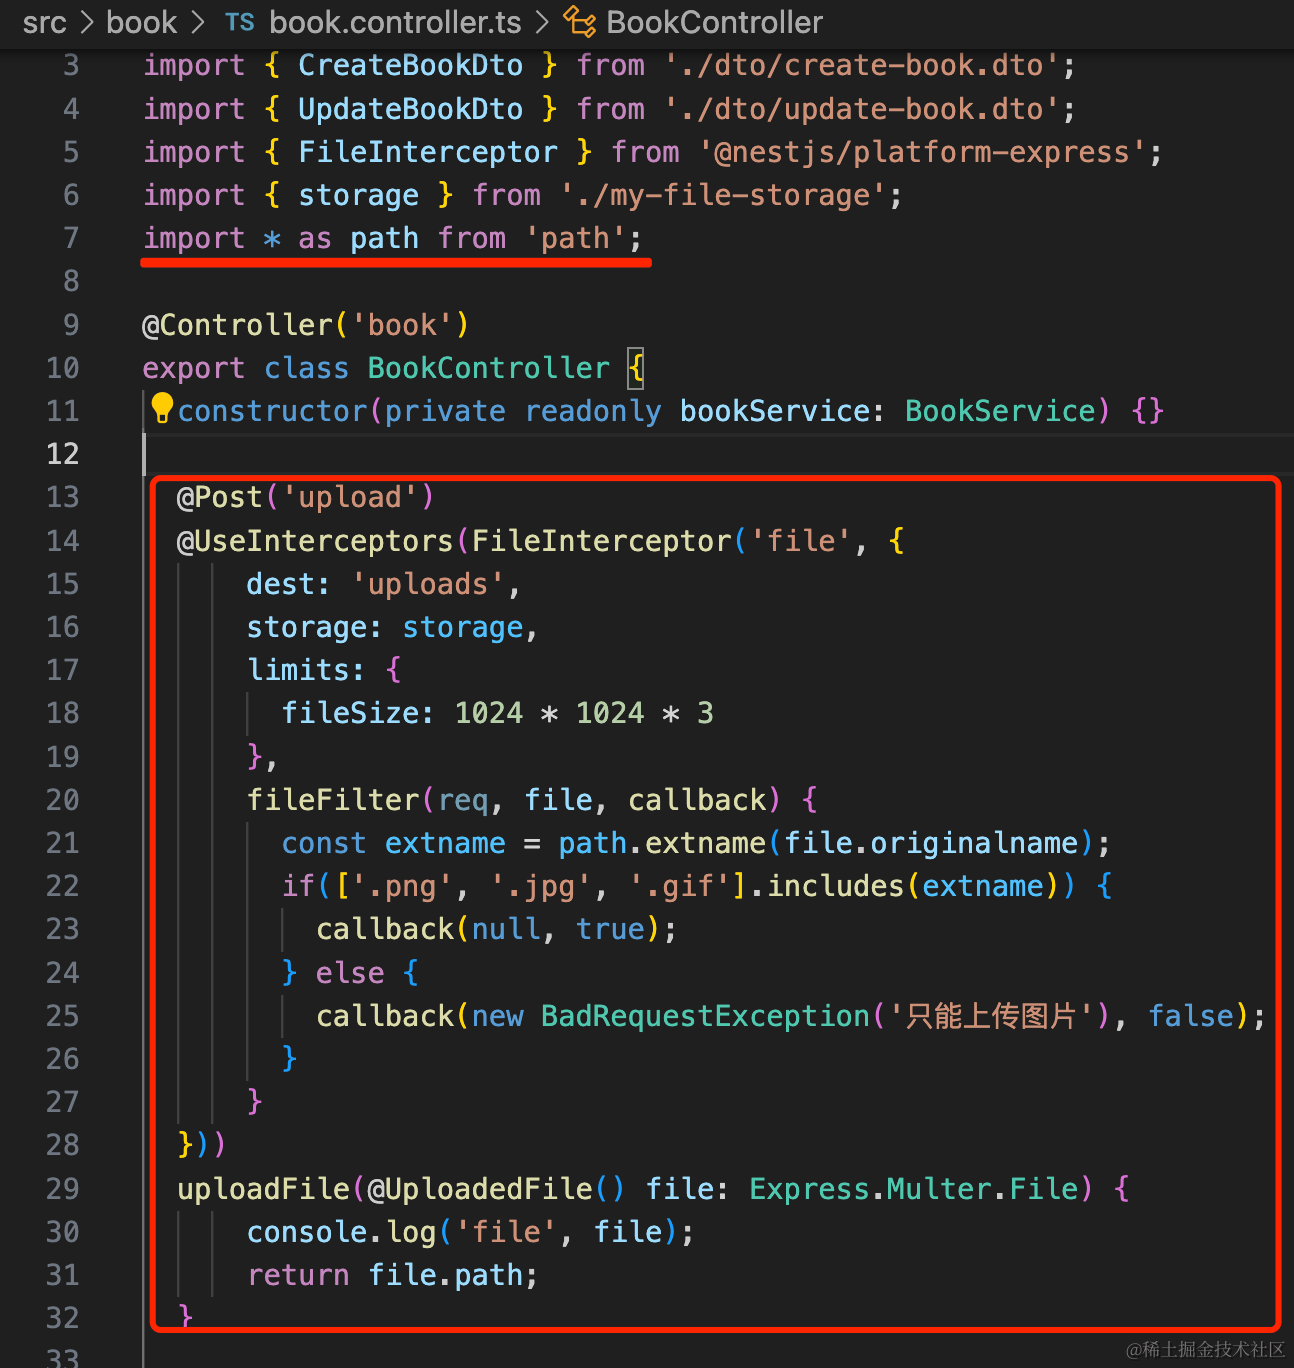 src > book > TS book.controller.ts > BookController
3 import { CreateBookDto } from './dto/create-book.dto';
4 import { UpdateBookDto } from './dto/update-book.dto';
5 import { FileInterceptor } from '@nestjs/platform-express';
6 import { storage } from './my-file-storage';
7 import * as path from 'path';
8
9 @Controller('book')
10 export class BookController {
11 constructor(private readonly bookService: BookService) {}
12
13 @Post('upload')
14 @UseInterceptors(FileInterceptor('file', {
15 dest: 'uploads',
16 storage: storage,
17 limits: {
18 fileSize: 1024 * 1024 * 3
19 },
20 fileFilter(req, file, callback) {
21 const extname = path.extname(file.originalname);
22 if(['.png', '.jpg', '.gif'].includes(extname)) {
23 callback(null, true);
24 } else {
25 callback(new BadRequestException('只能上传图片'), false);
26 }
27 }
28 }))
29 uploadFile(@UploadedFile() file: Express.Multer.File) {
30 console.log('file', file);
31 return file.path;
32 }
33
@稀土掘金技术社区